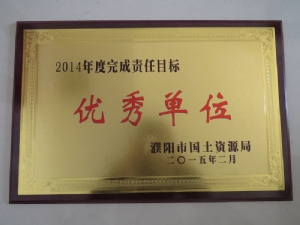 2014年度完成责任目标
优秀单位
濮阳市国土资源局
二〇一五年二月